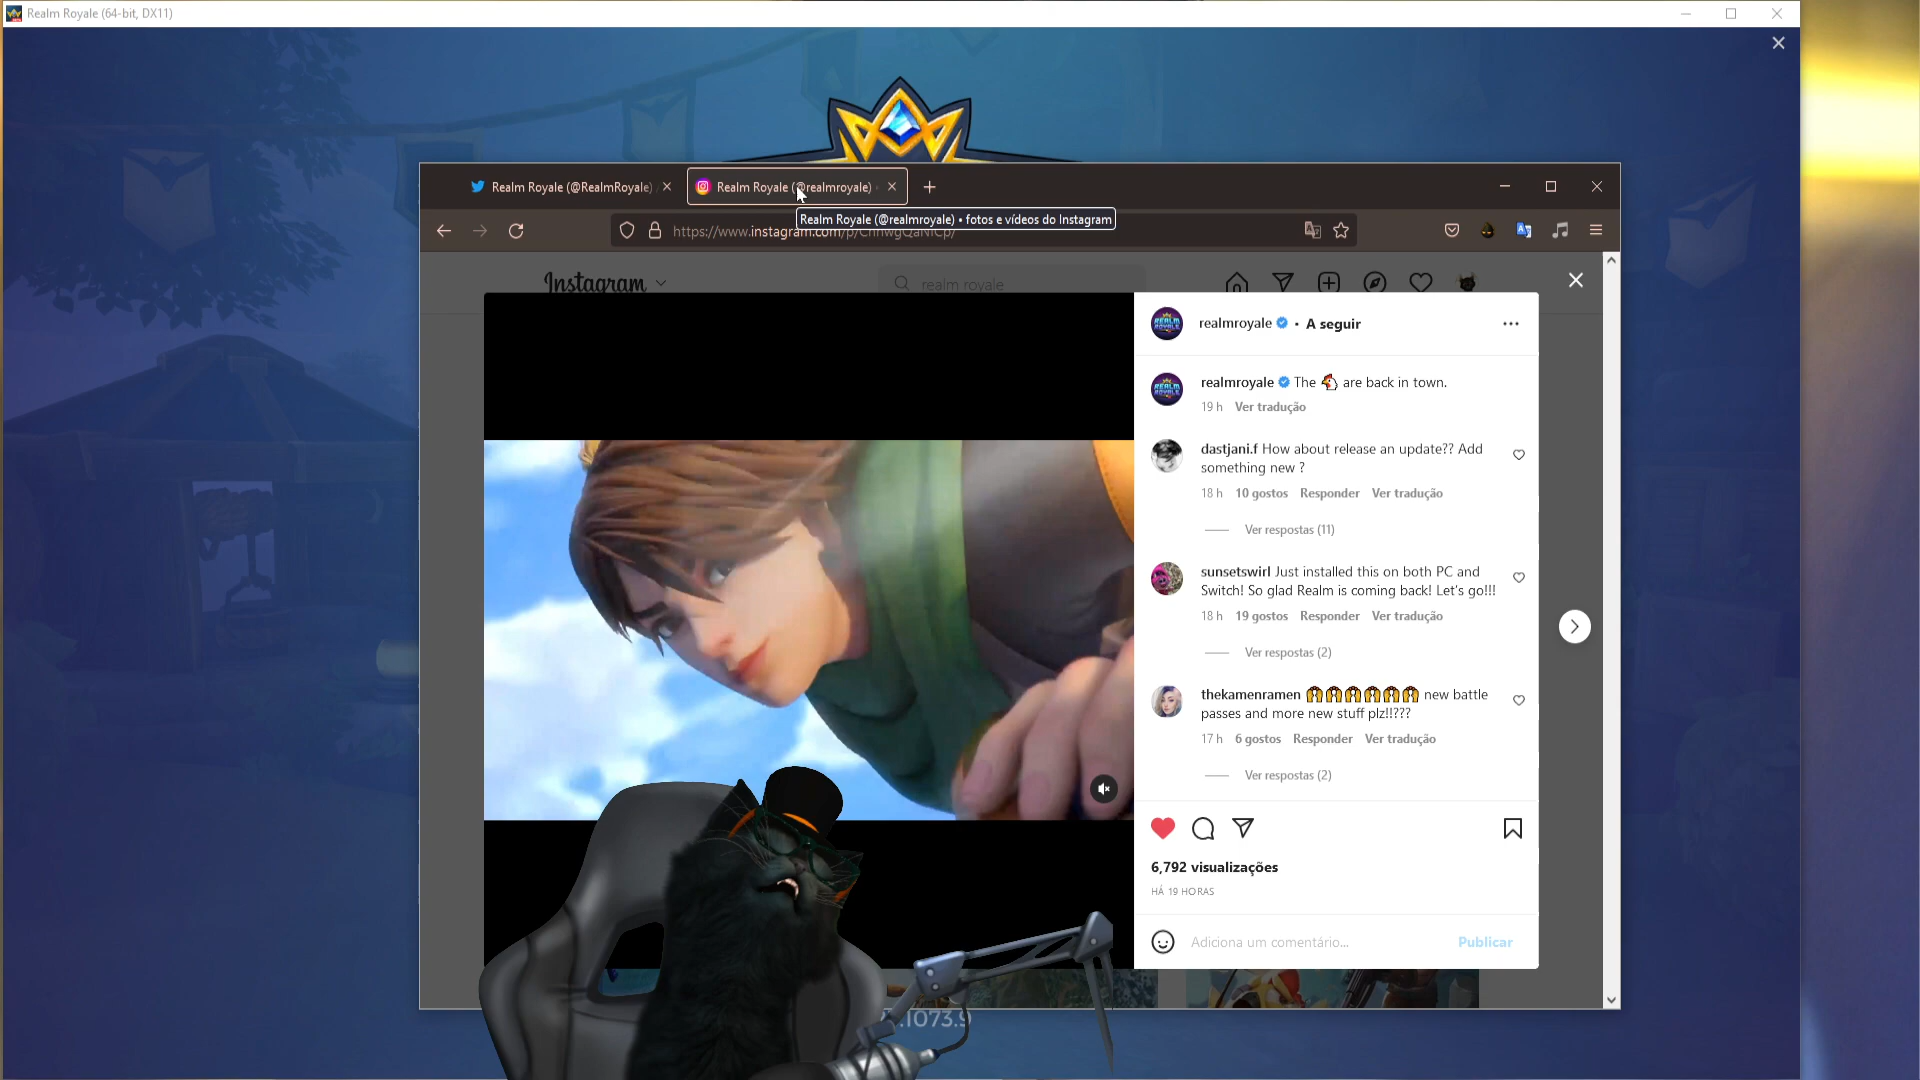 Realm Royale (64-bit, DX11)
Realm Royale (@RealmRoyale)
Realm Royale (@realmroyale)
Realm Royale (@realmroyale) • fotos e vídeos do Instagram
https://www.instagram.com/p/
Instagram
realm royale
realmroyale • A seguir
realmroyale The 🐔 are back in town.
19 h Ver tradução
dastjani.f How about release an update?? Add
something new ?
18 h 10 gostos Responder Ver tradução
Ver respostas (11)
sunsetswirl Just installed this on both PC and
Switch! So glad Realm is coming back! Let's go!!!
18 h 19 gostos Responder Ver tradução
Ver respostas (2)
thekamenramen 🙌🙌🙌🙌🙌🙌 new battle
passes and more new stuff plz!!???
17 h 6 gostos Responder Ver tradução
Ver respostas (2)
6,792 visualizações
HÁ 19 HORAS
Adiciona um comentário...
Publicar
.1073.9